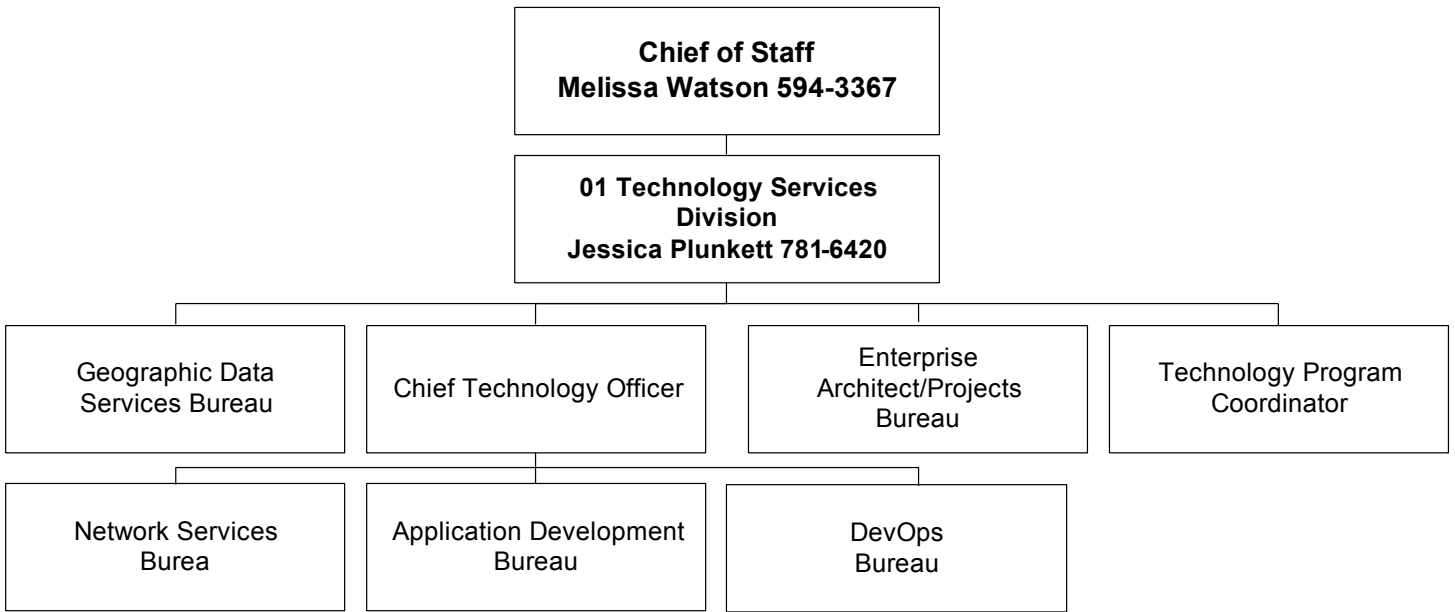 Chief of Staff
Melissa Watson 594-3367
01 Technology Services
Division
Jessica Plunkett 781-6420
Geographic Data
Services Bureau
Chief Technology Officer
Enterprise
Architect/Projects
Bureau
Technology Program
Coordinator
Network Services
Burea
Application Development
Bureau
DevOps
Bureau